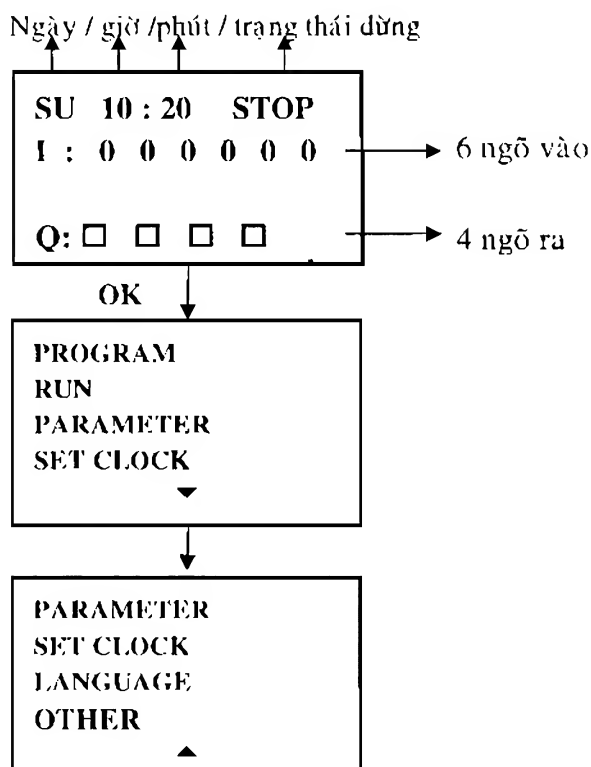 Ngày / giờ /phút / trạng thái dừng
SU 10 : 20 STOP
I : 0 0 0 0 0 0
6 ngõ vào
Q:
4 ngõ ra
OK
PROGRAM
RUN
PARAMETER
SET CLOCK
PARAMETER
SET CLOCK
LANGUAGE
OTHER